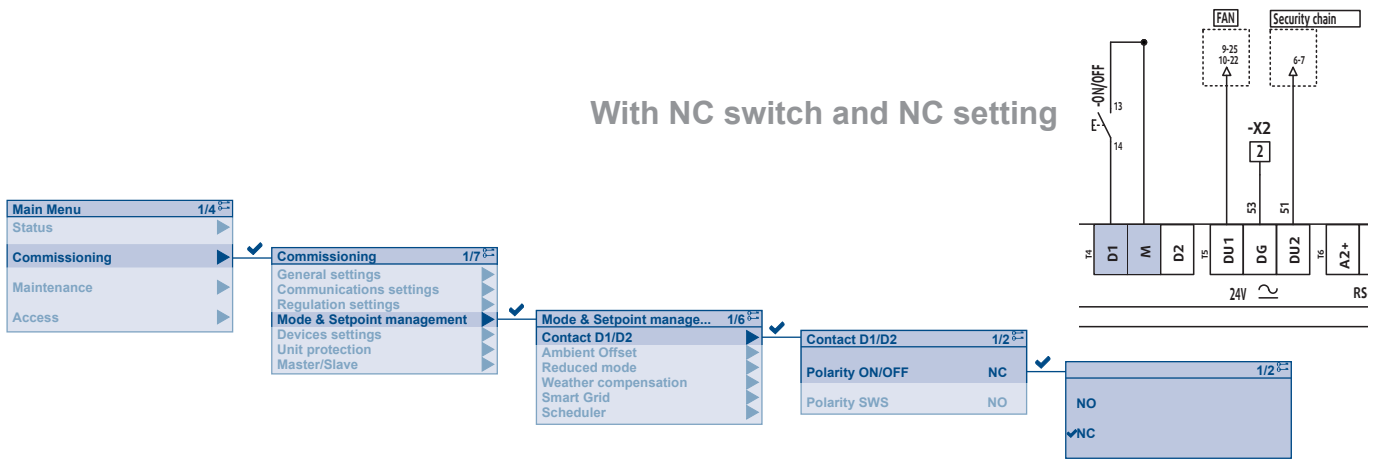 With NC switch and NC setting
FAN
Security chain
9-25
10-22
6-7
-ON/OFF
13
E--
14
-X2
2
53
51
T4
D1
M
D2
T5
DU1
DG
DU2
T6
A2+
24V
RS
Main Menu 1/4
Status
Commissioning
Maintenance
Access
Commissioning 1/7
General settings
Communications settings
Regulation settings
Mode & Setpoint management
Devices settings
Unit protection
Master/Slave
Mode & Setpoint manage... 1/6
Contact D1/D2
Ambient Offset
Reduced mode
Weather compensation
Smart Grid
Scheduler
Contact D1/D2 1/2
Polarity ON/OFF NC
Polarity SWS NO
1/2
NO
NC